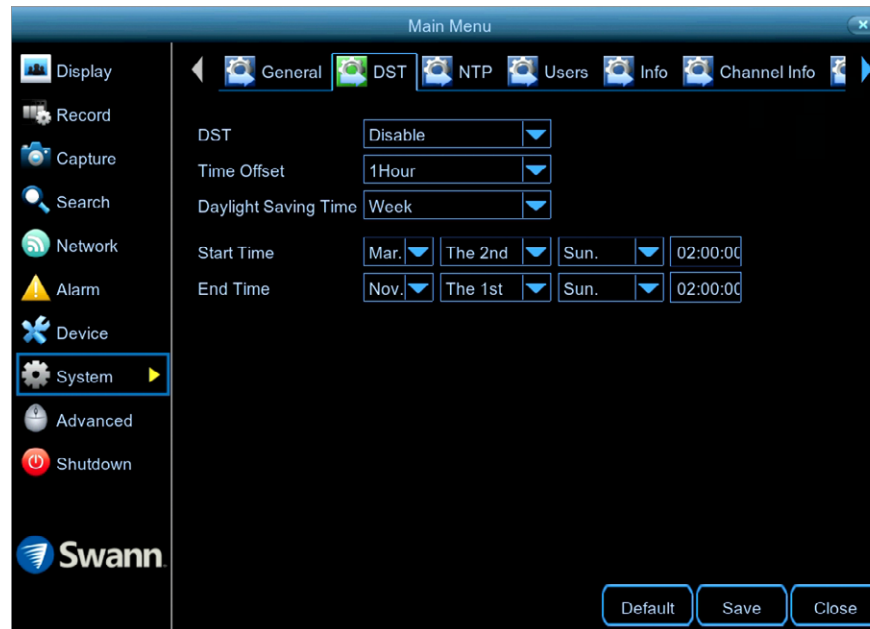 Main Menu
Display
Record
Capture
Search
Network
Alarm
Device
System
Advanced
Shutdown
Swann
General DST NTP Users Info Channel Info
DST Disable
Time Offset 1Hour
Daylight Saving Time Week
Start Time Mar. The 2nd Sun. 02:00:00
End Time Nov. The 1st Sun. 02:00:00
Default Save Close